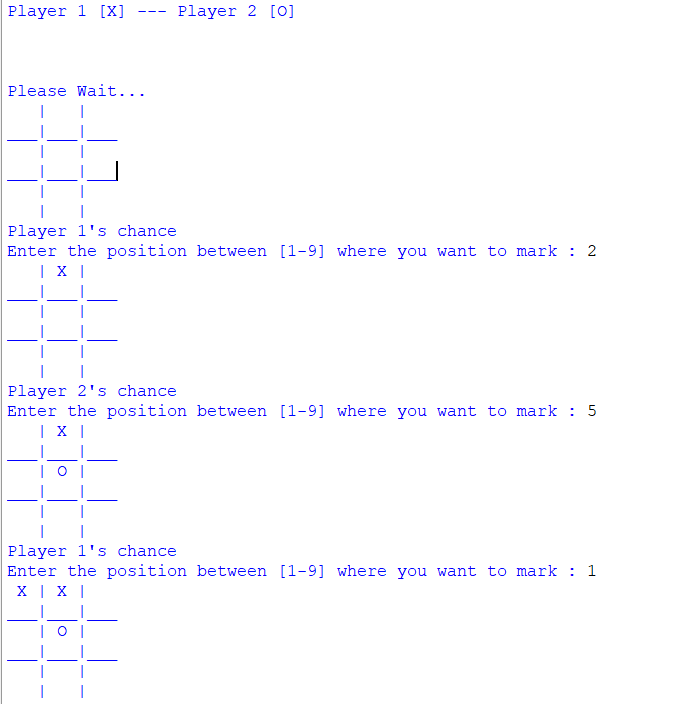 Player 1 [X] --- Player 2 [O]
Please Wait...
   |   |
___|___|___
   |   |
___|___|___
   |   |
   |   |
Player 1's chance
Enter the position between [1-9] where you want to mark : 2
   | X |
___|___|___
   |   |
___|___|___
   |   |
   |   |
Player 2's chance
Enter the position between [1-9] where you want to mark : 5
   | X |
___|___|___
   | O |
___|___|___
   |   |
   |   |
Player 1's chance
Enter the position between [1-9] where you want to mark : 1
 X | X |
___|___|___
   | O |
___|___|___
   |   |
   |   |